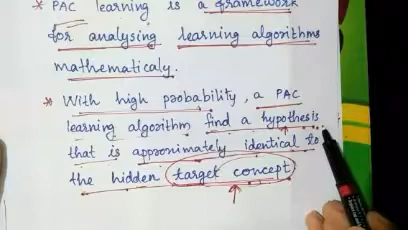 * PAC learning is a framework
for analysing learning algorithms
mathematicaly.
* With high probability, a PAC
learning algorithm find a hypothesis
that is approximately identical to
the hidden target concept